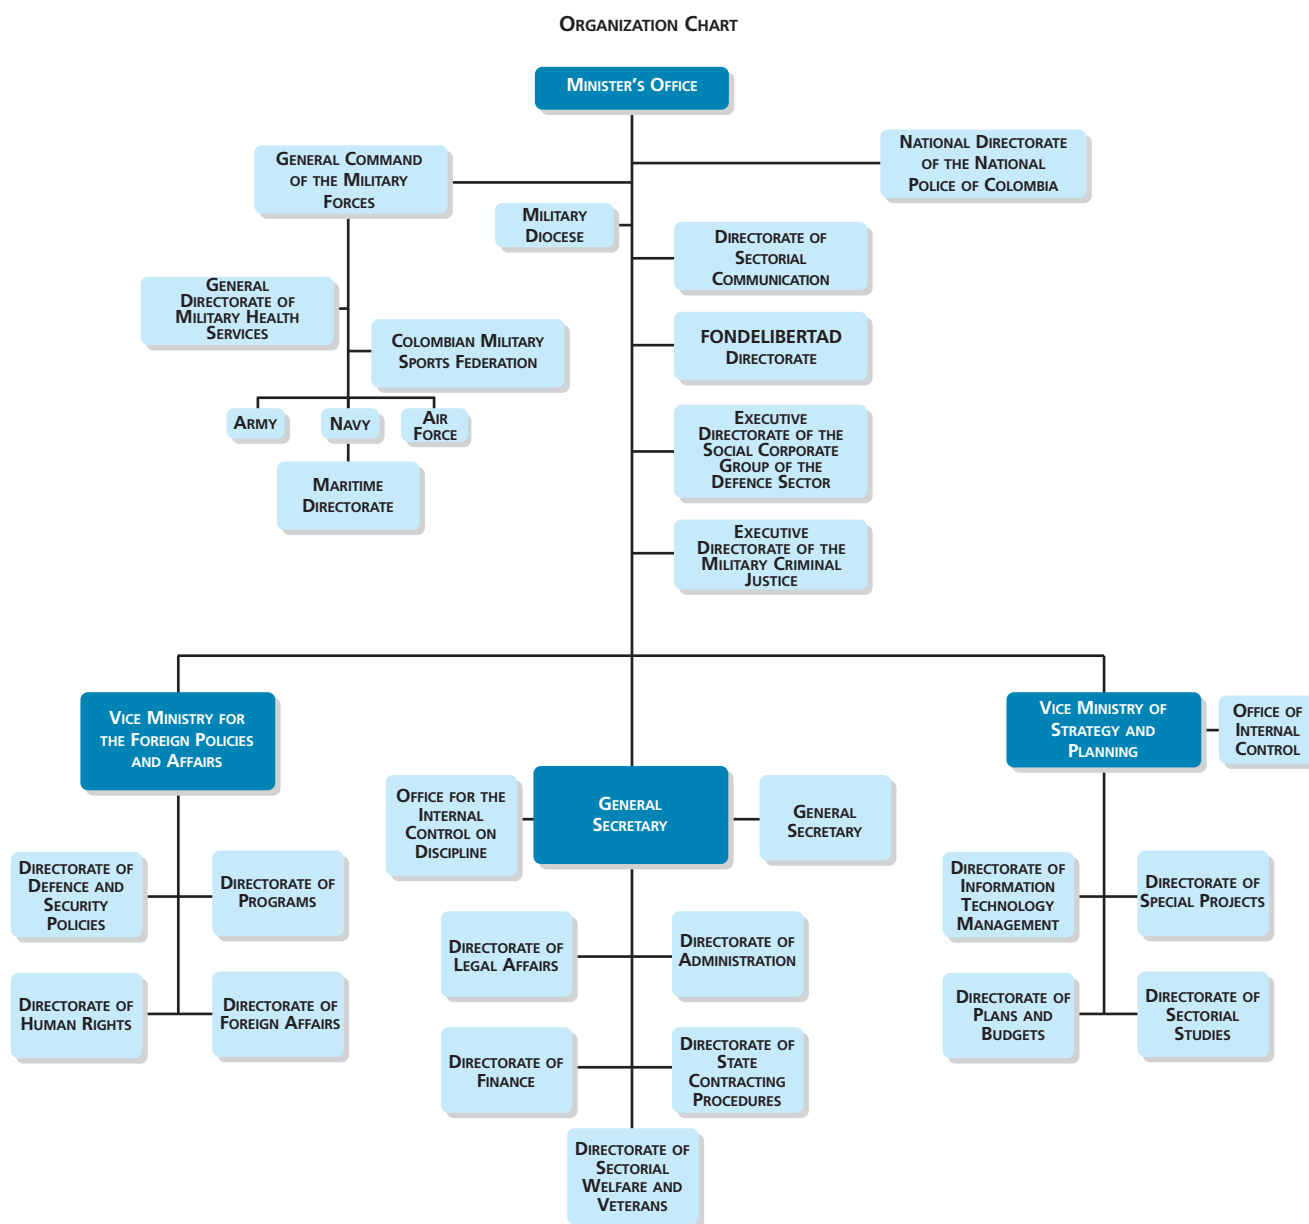 Organization Chart
Minister's Office
General Command
of the Military
Forces
National Directorate
of the National
Police of Colombia
Military
Diocese
Directorate of
Sectorial
Communication
General
Directorate of
Military Health
Services
Colombian Military
Sports Federation
FONDELIBERTAD
Directorate
Army
Navy
Air
Force
Executive
Directorate of the
Social Corporate
Group of the
Defence Sector
Maritime
Directorate
Executive
Directorate of the
Military Criminal
Justice
Vice Ministry for
the Foreign Policies
and Affairs
Vice Ministry of
Strategy and
Planning
Office of
Internal
Control
Office for the
Internal
Control on
Discipline
General
Secretary
General
Secretary
Directorate of
Defence and
Security
Policies
Directorate of
Programs
Directorate of
Information
Technology
Management
Directorate of
Special Projects
Directorate of
Legal Affairs
Directorate of
Administration
Directorate of
Human Rights
Directorate of
Foreign Affairs
Directorate of
Plans and
Budgets
Directorate of
Sectorial
Studies
Directorate of
Finance
Directorate of
State
Contracting
Procedures
Directorate of
Sectorial
Welfare and
Veterans